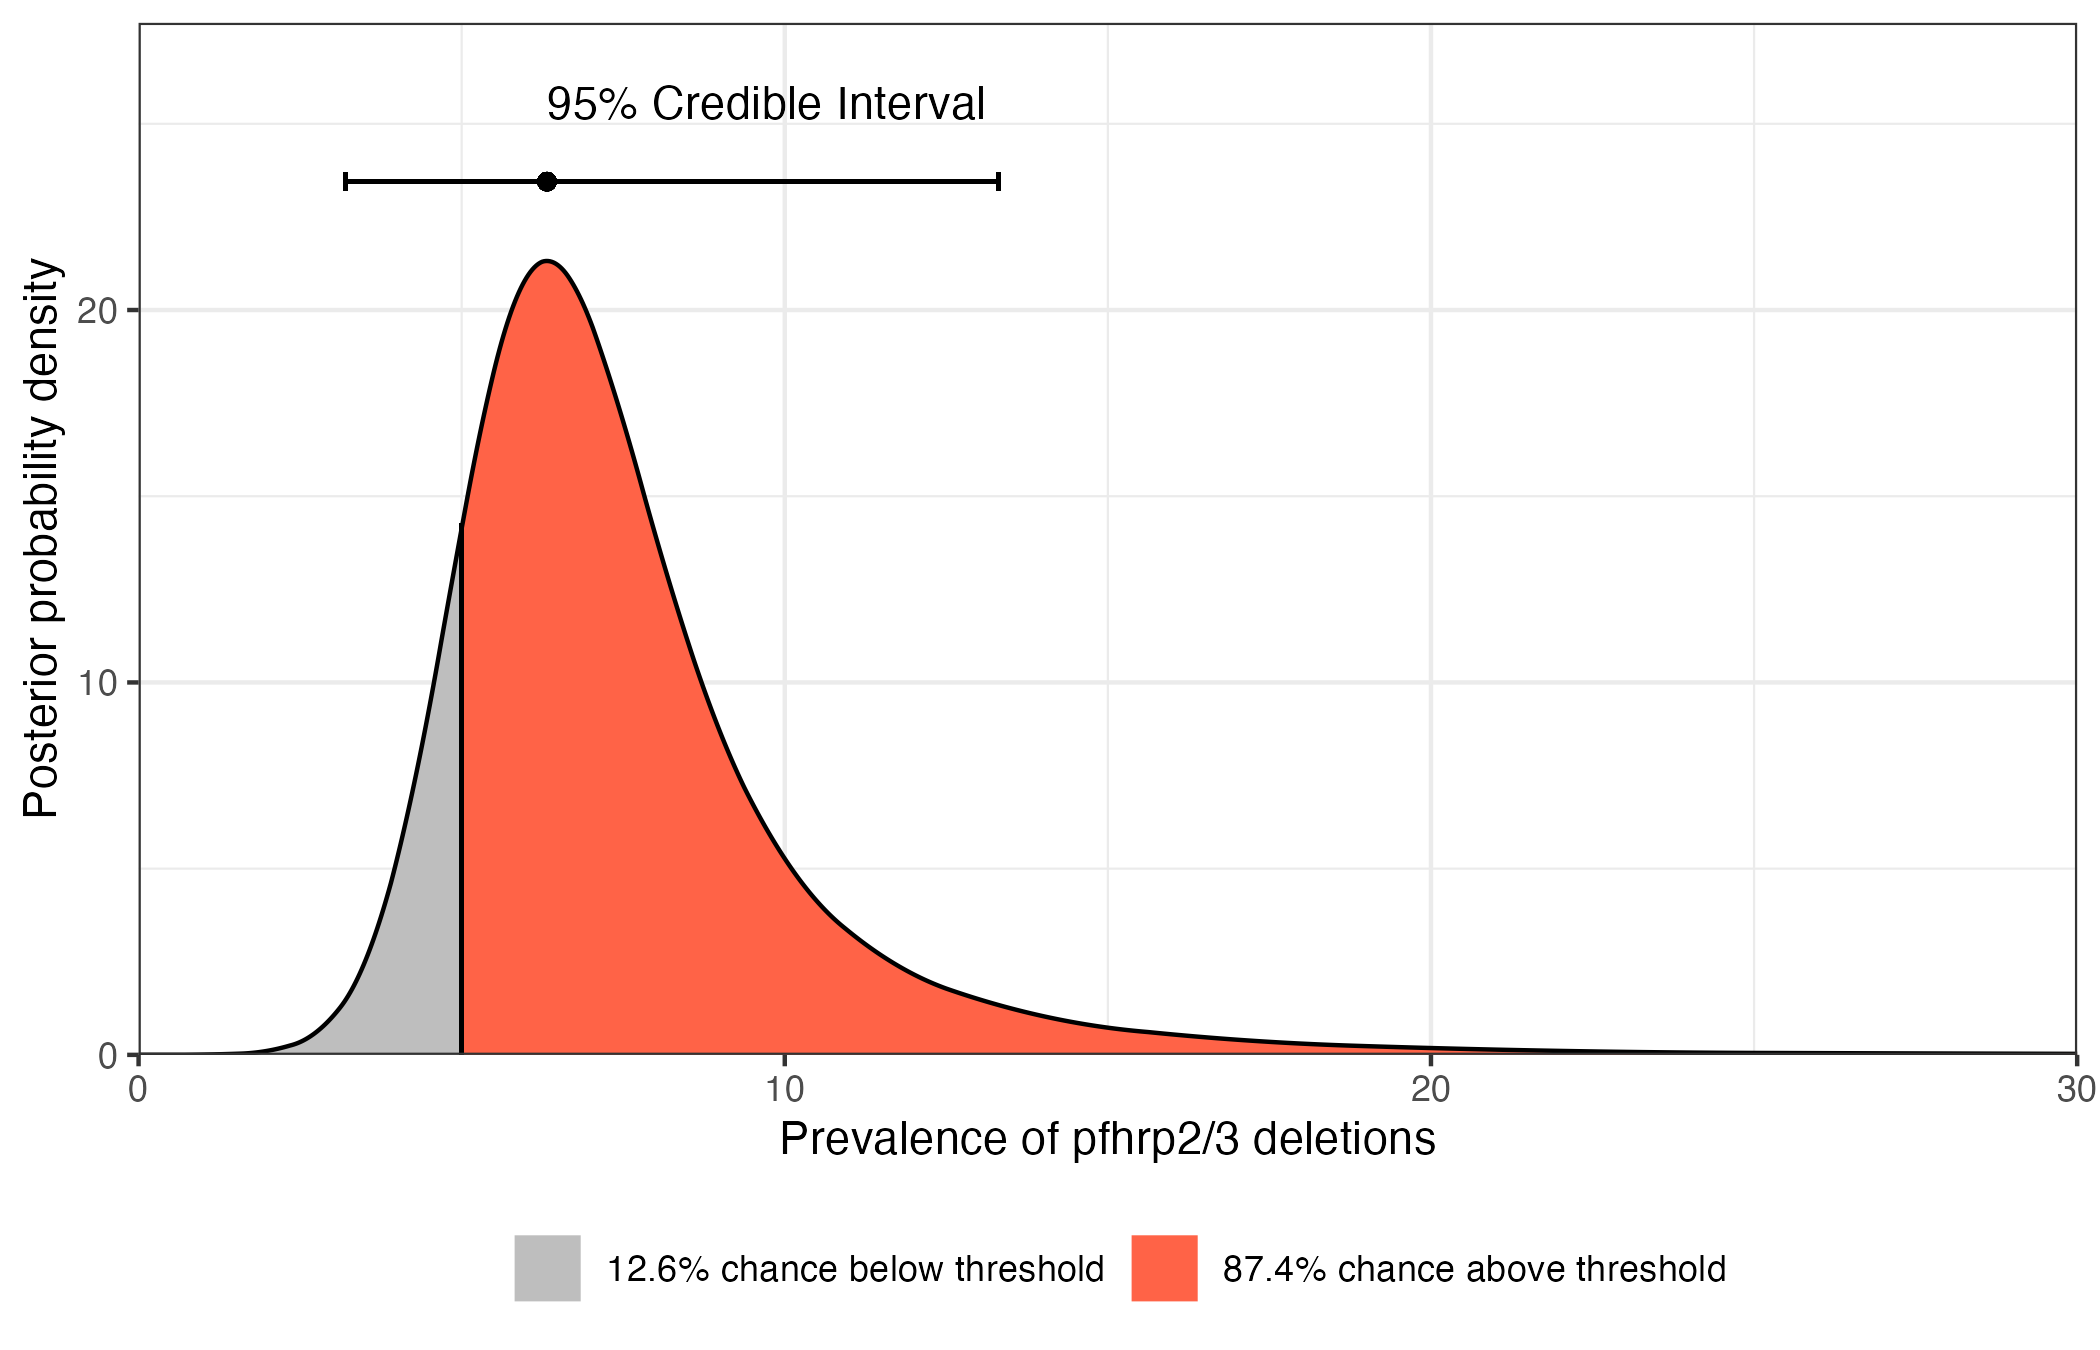 95% Credible Interval
Posterior probability density
20
10
0
0
10
20
30
Prevalence of pfhrp2/3 deletions
12.6% chance below threshold
87.4% chance above threshold